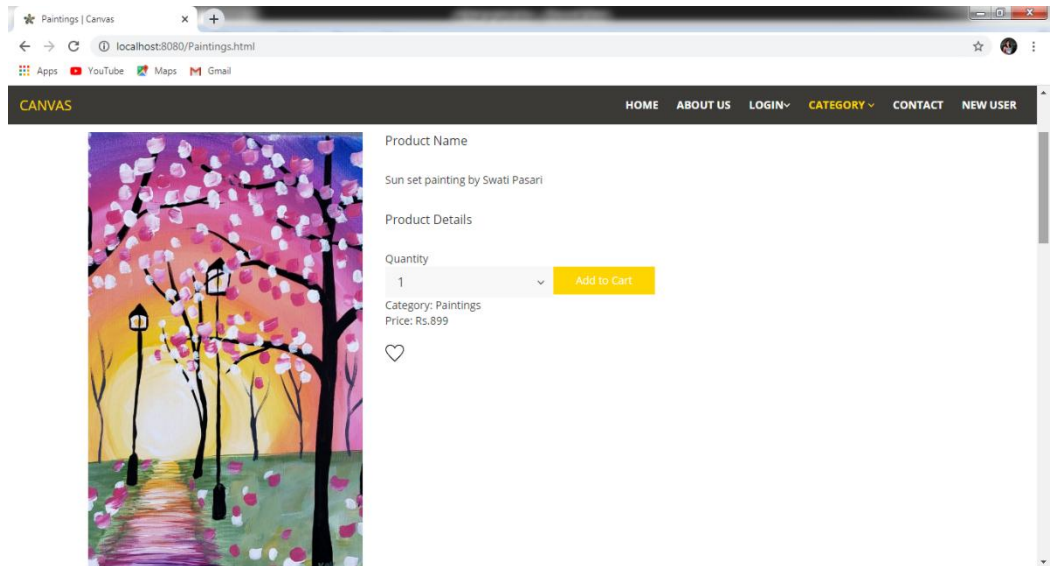 Paintings | Canvas
localhost:8080/Paintings.html
Apps YouTube Maps Gmail
CANVAS HOME ABOUT US LOGIN CATEGORY CONTACT NEW USER
Product Name
Sun set painting by Swati Pasari
Product Details
Quantity
1 Add to Cart
Category: Paintings
Price: Rs.899